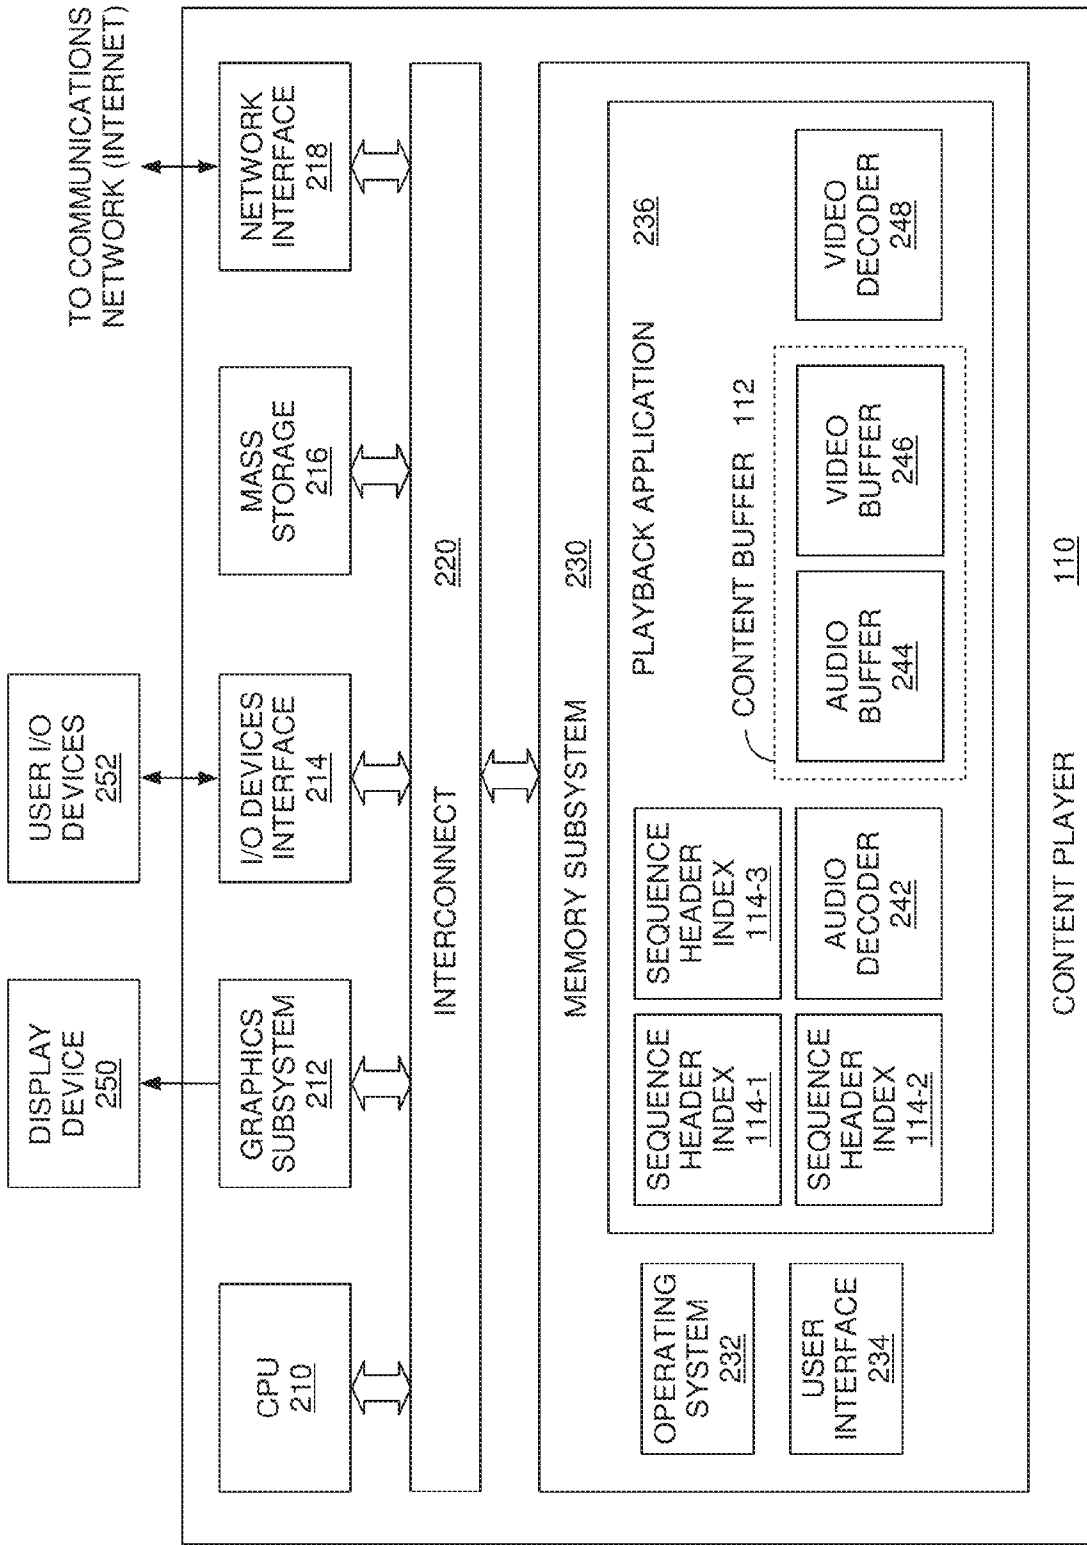 TO COMMUNICATIONS
NETWORK (INTERNET)
DISPLAY
DEVICE
250
USER I/O
DEVICES
252
CPU
210
GRAPHICS
SUBSYSTEM
212
I/O DEVICES
INTERFACE
214
MASS
STORAGE
216
NETWORK
INTERFACE
218
INTERCONNECT
220
MEMORY SUBSYSTEM
230
OPERATING
SYSTEM
232
USER
INTERFACE
234
PLAYBACK APPLICATION
236
SEQUENCE
HEADER
INDEX
114-1
SEQUENCE
HEADER
INDEX
114-3
SEQUENCE
HEADER
INDEX
114-2
AUDIO
DECODER
242
CONTENT BUFFER 112
AUDIO
BUFFER
244
VIDEO
BUFFER
246
VIDEO
DECODER
248
CONTENT PLAYER
110